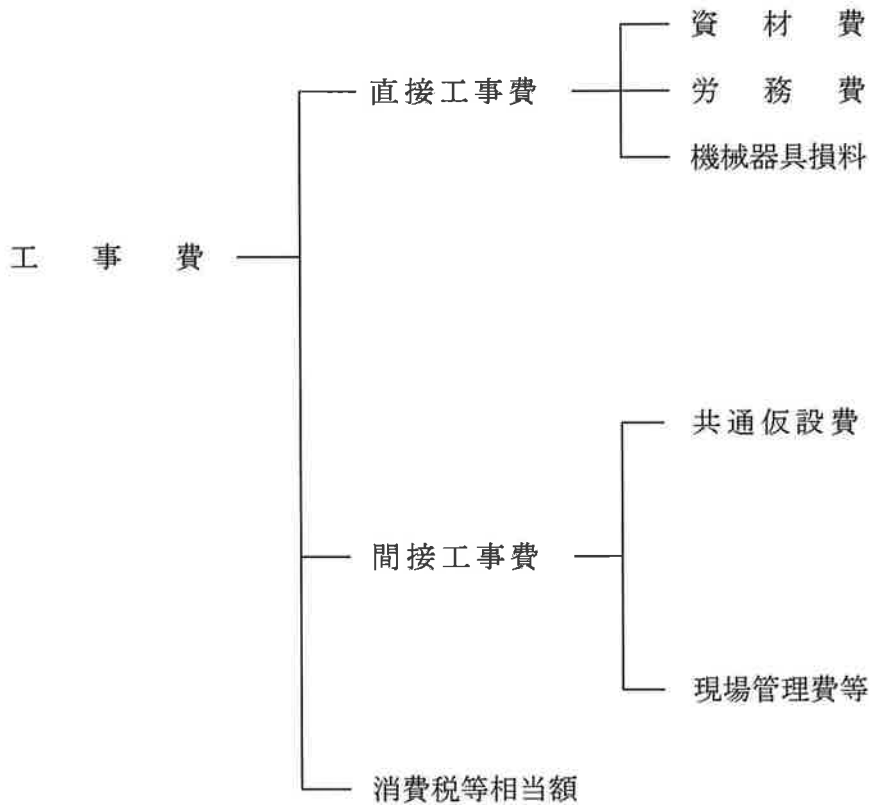 資材費
直接工事費
労務費
機械器具損料
工事費
共通仮設費
間接工事費
現場管理費等
消費税等相当額